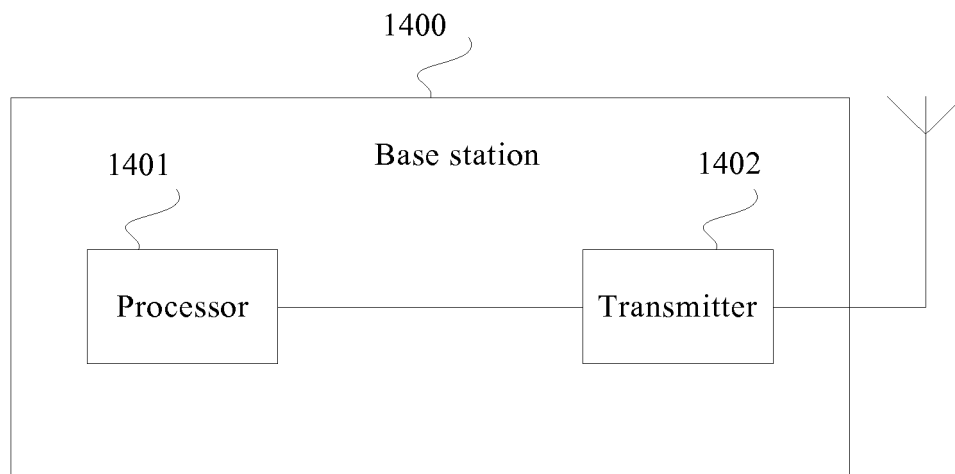 1400
Base station
1401
1402
Processor
Transmitter